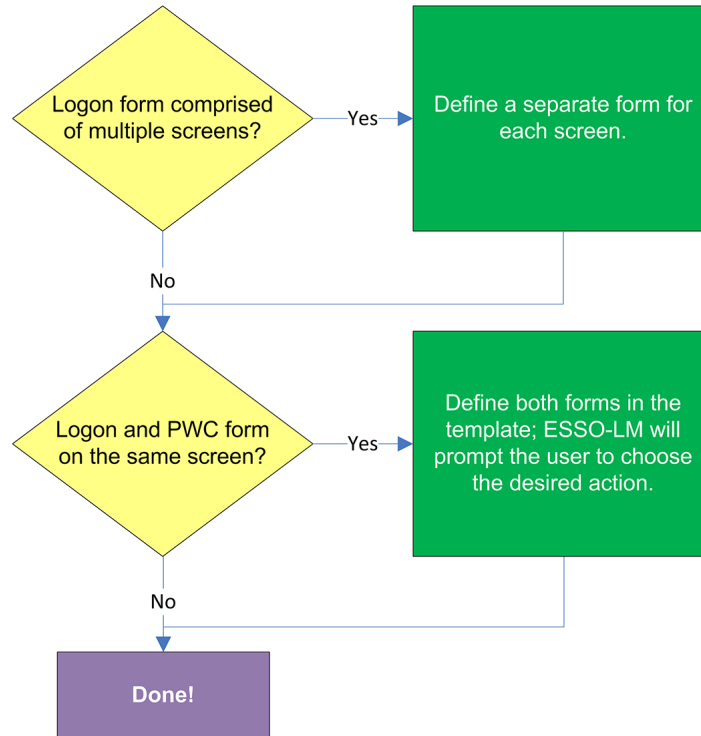 Logon form comprised
of multiple screens?
Yes
Define a separate form for
each screen.
No
Logon and PWC form
on the same screen?
Yes
Define both forms in the
template; ESSO-LM will
prompt the user to choose
the desired action.
No
Done!